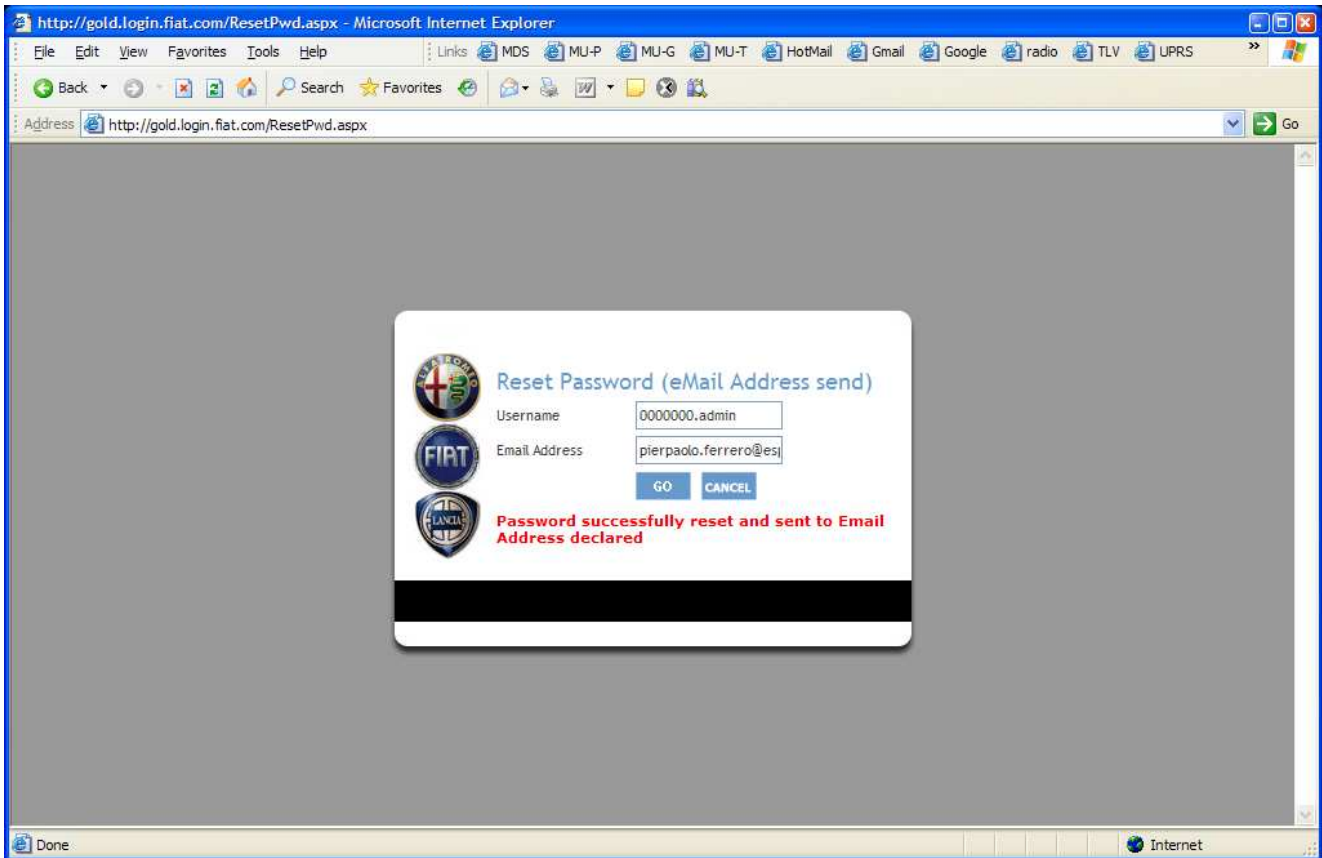 http://gold.login.fiat.com/ResetPwd.aspx - Microsoft Internet Explorer
File Edit View Favorites Tools Help Links MDS MU-P MU-G MU-T HotMail Gmail Google radio TLV UPRS »
Back Search Favorites
Address http://gold.login.fiat.com/ResetPwd.aspx Go
ALFA ROMEO
Reset Password (eMail Address send)
Username 0000000.admin
FIAT
Email Address pierpaolo.ferrero@esp
GO CANCEL
LANCIA
Password successfully reset and sent to Email
Address declared
Done Internet